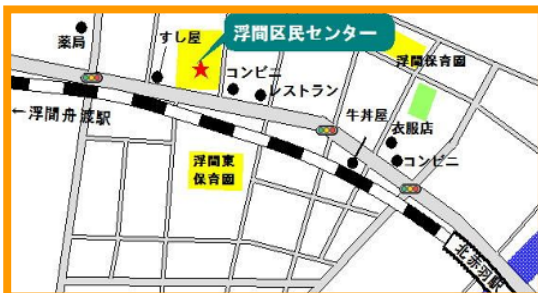 浮間区民センター
すし屋
薬局
浮間保育園
コンビニ
レストラン
牛丼屋
衣服店
←浮間舟渡駅
浮間東
保育園
コンビニ
北赤羽駅